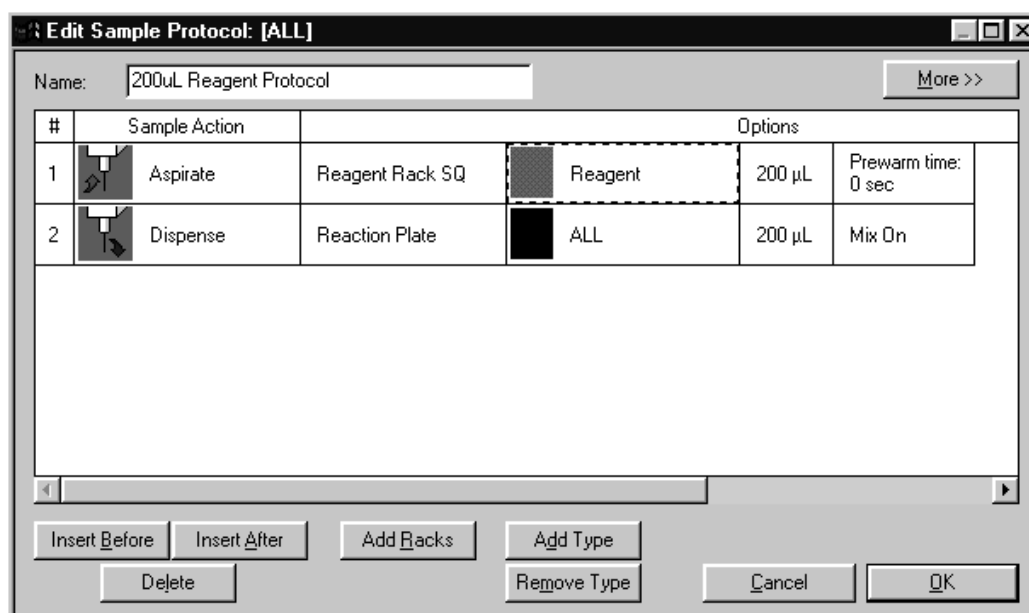 Edit Sample Protocol: [ALL]
Name: 200uL Reagent Protocol More >>
# Sample Action Options
1 Aspirate Reagent Rack SQ Reagent 200 µL Prewarm time: 0 sec
2 Dispense Reaction Plate ALL 200 µL Mix On
Insert Before Insert After Add Racks Add Type
Delete Remove Type Cancel OK